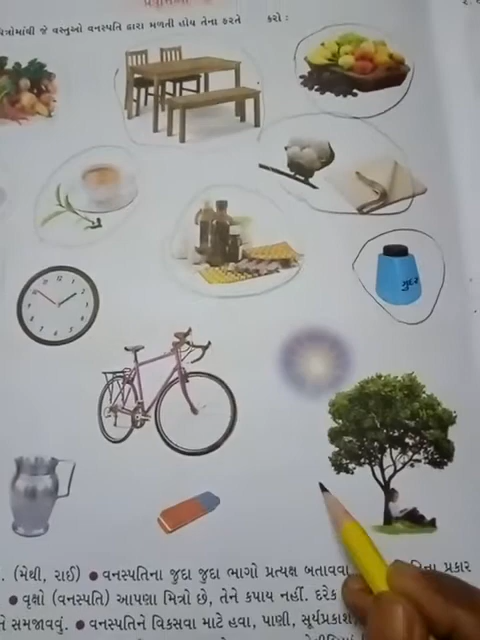 જે વસ્તુઓ વનસ્પતિ દ્વારા મળતી હોય તેના ફરતે કરો :
ગુંદર
(મેથી, રાઈ) ● વનસ્પતિના જુદા જુદા ભાગો પ્રત્યક્ષ બતાવવા પ્રકાર
● વૃક્ષો (વનસ્પતિ) આપણા મિત્રો છે, તેને કપાય નહીં. દરેક
સમજાવવું. ● વનસ્પતિને વિકસવા માટે હવા, પાણી, સૂર્યપ્રકાશ,